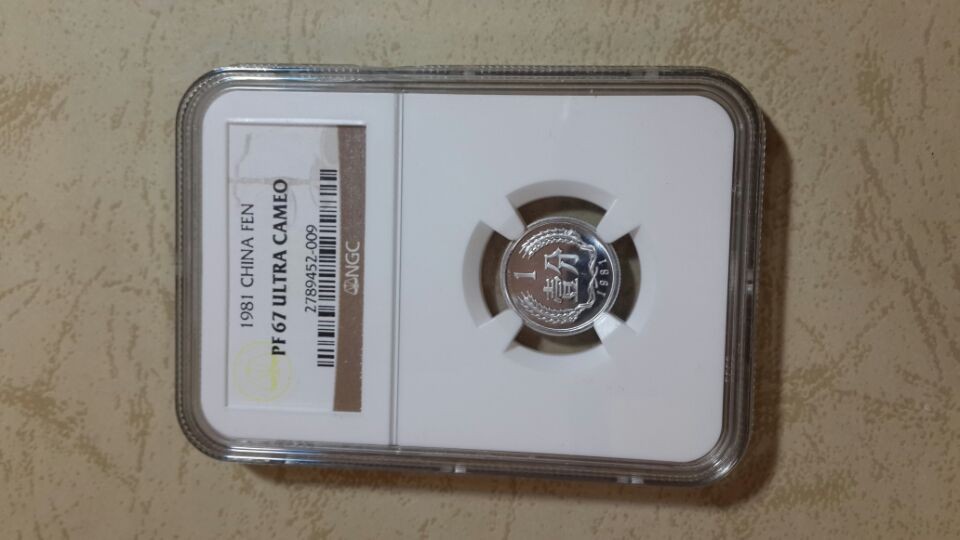 1981 CHINA FEN
PF 67 ULTRA CAMEO
2789452-009
NGC
1
壹分
1981